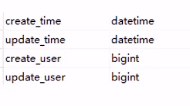 create_time datetime
update_time datetime
create_user bigint
update_user bigint